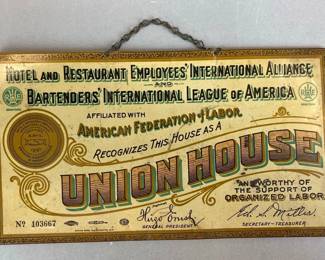 HOTEL AND RESTAURANT EMPLOYEES' INTERNATIONAL ALLIANCE
AND
BARTENDERS' INTERNATIONAL LEAGUE OF AMERICA
AFFILIATED WITH
AMERICAN FEDERATION of LABOR
RECOGNIZES THIS HOUSE AS A
UNION HOUSE
AND WORTHY OF
THE SUPPORT OF
ORGANIZED LABOR
No 103667
GENERAL PRESIDENT
SECRETARY-TREASURER